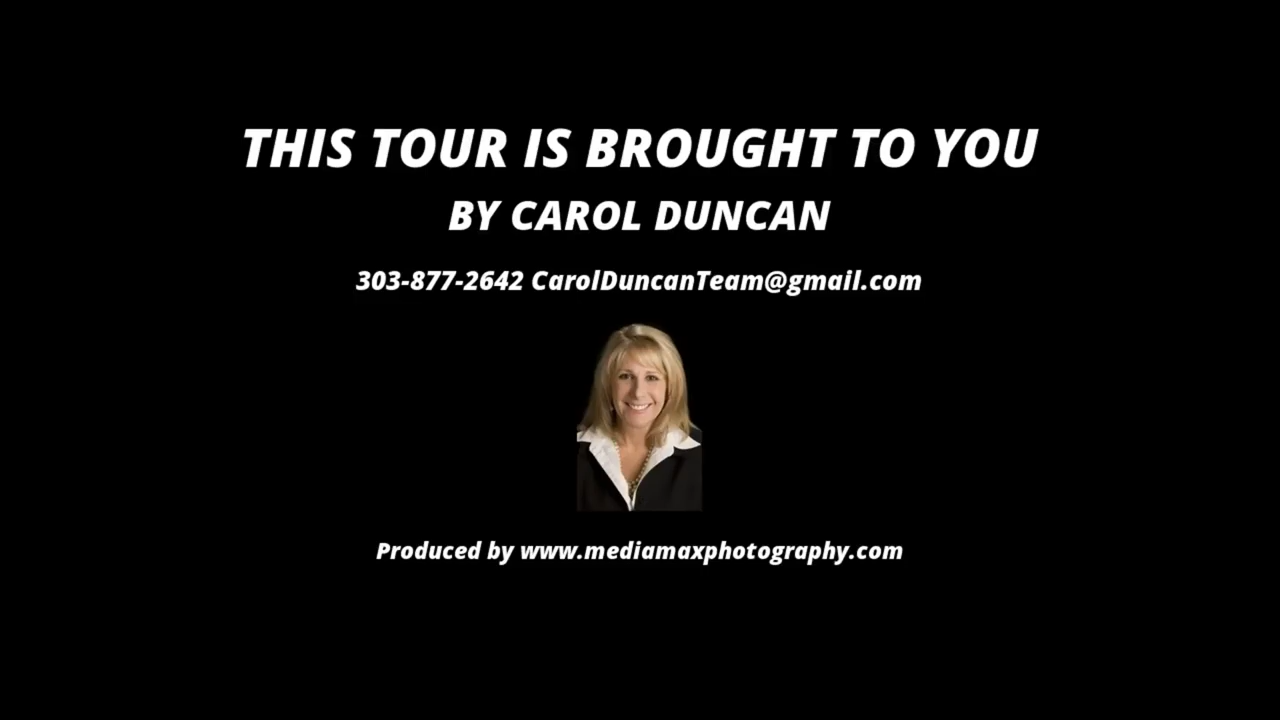 THIS TOUR IS BROUGHT TO YOU
BY CAROL DUNCAN
303-877-2642 CarolDuncanTeam@gmail.com
Produced by www.mediamaxphotography.com